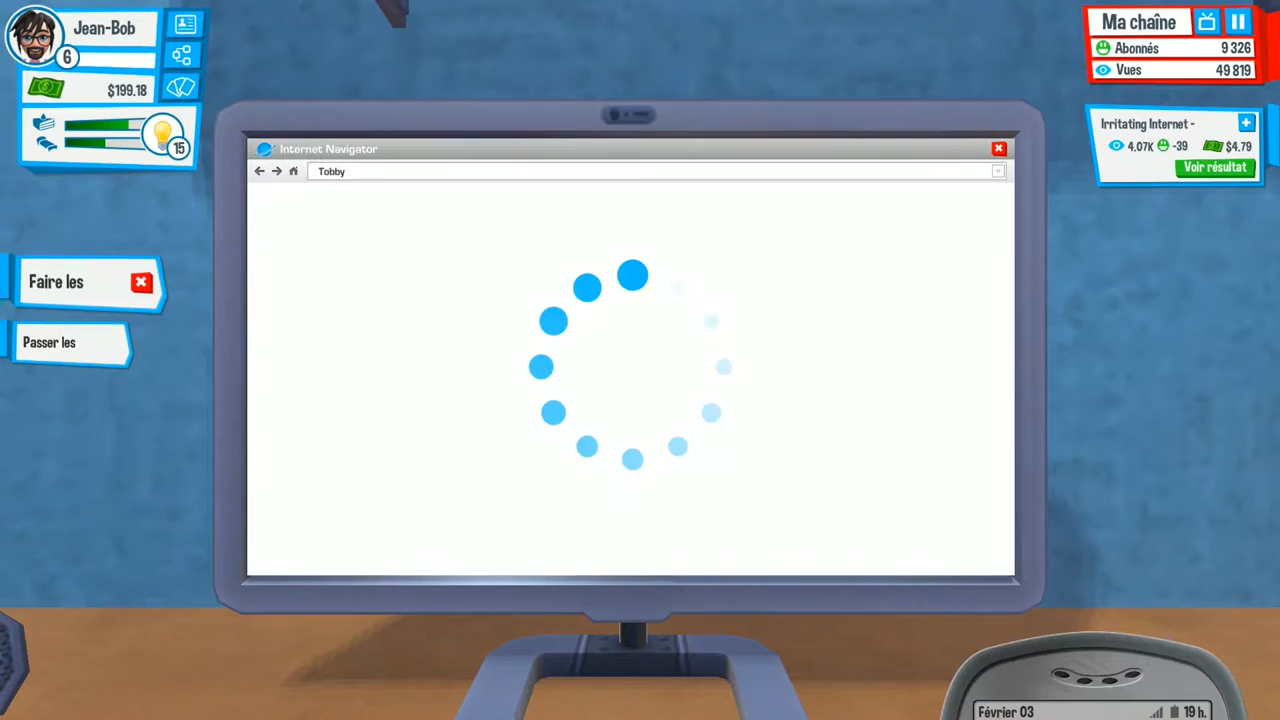 Jean-Bob
6
$199.18
15
Faire les
Passer les
Internet Navigator
Tobby
Ma chaîne
Abonnés 9 326
Vues 49 819
Irritating Internet -
4.07K -39 $4.79
Voir résultat
Février 03 19 h.